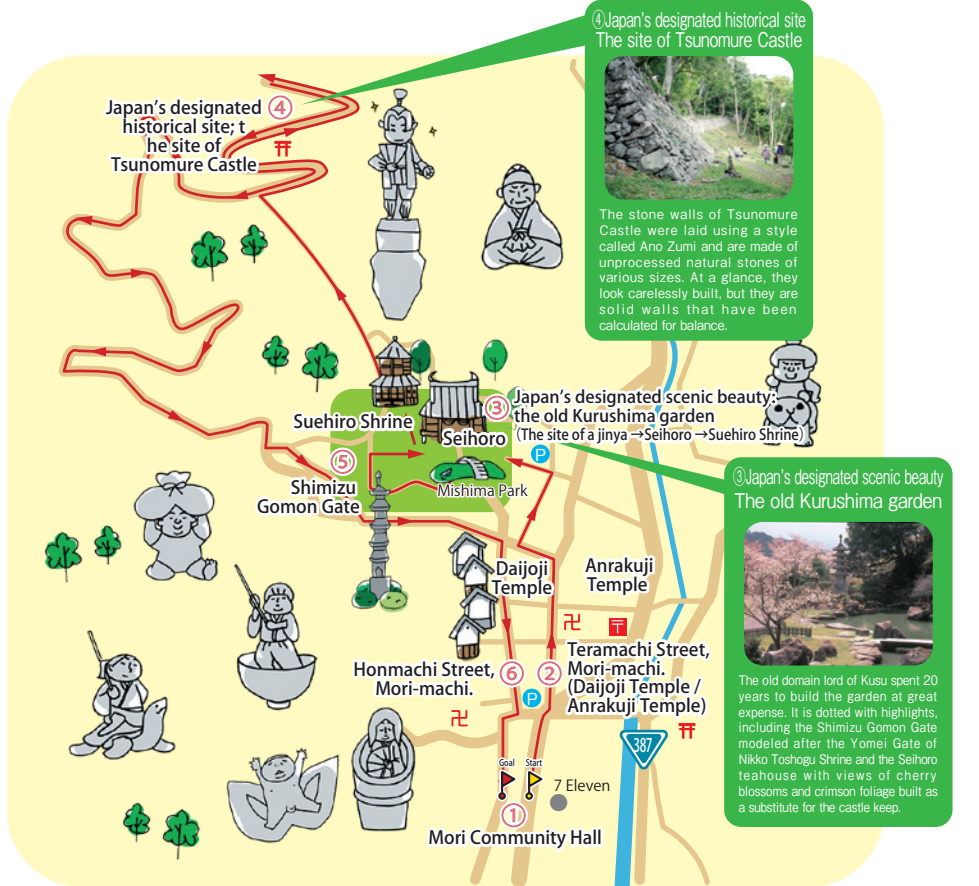 ④Japan's designated historical site
The site of Tsunomure Castle
The stone walls of Tsunomure
Castle were laid using a style
called Ano Zumi and are made of
unprocessed natural stones of
various sizes. At a glance, they
look carelessly built, but they are
solid walls that have been
calculated for balance.
Japan's designated ④
historical site; t
he site of
Tsunomure Castle
Suehiro Shrine
Seihoro
③
Japan's designated scenic beauty:
the old Kurushima garden
(The site of a jinya →Seihoro →Suehiro Shrine)
P
⑤
Shimizu
Gomon Gate
Mishima Park
③Japan's designated scenic beauty
The old Kurushima garden
The old domain lord of Kusu spent 20
years to build the garden at great
expense. It is dotted with highlights,
including the Shimizu Gomon Gate
modeled after the Yomei Gate of
Nikko Toshogu Shrine and the Seihoro
teahouse with views of cherry
blossoms and crimson foliage built as
a substitute for the castle keep.
Daijoji
Temple
Anrakuji
Temple
卍
〒
Honmachi Street,
Mori-machi.
⑥
②
Teramachi Street,
Mori-machi.
(Daijoji Temple /
Anrakuji Temple)
P
卍
387
Goal
Start
7 Eleven
①
Mori Community Hall